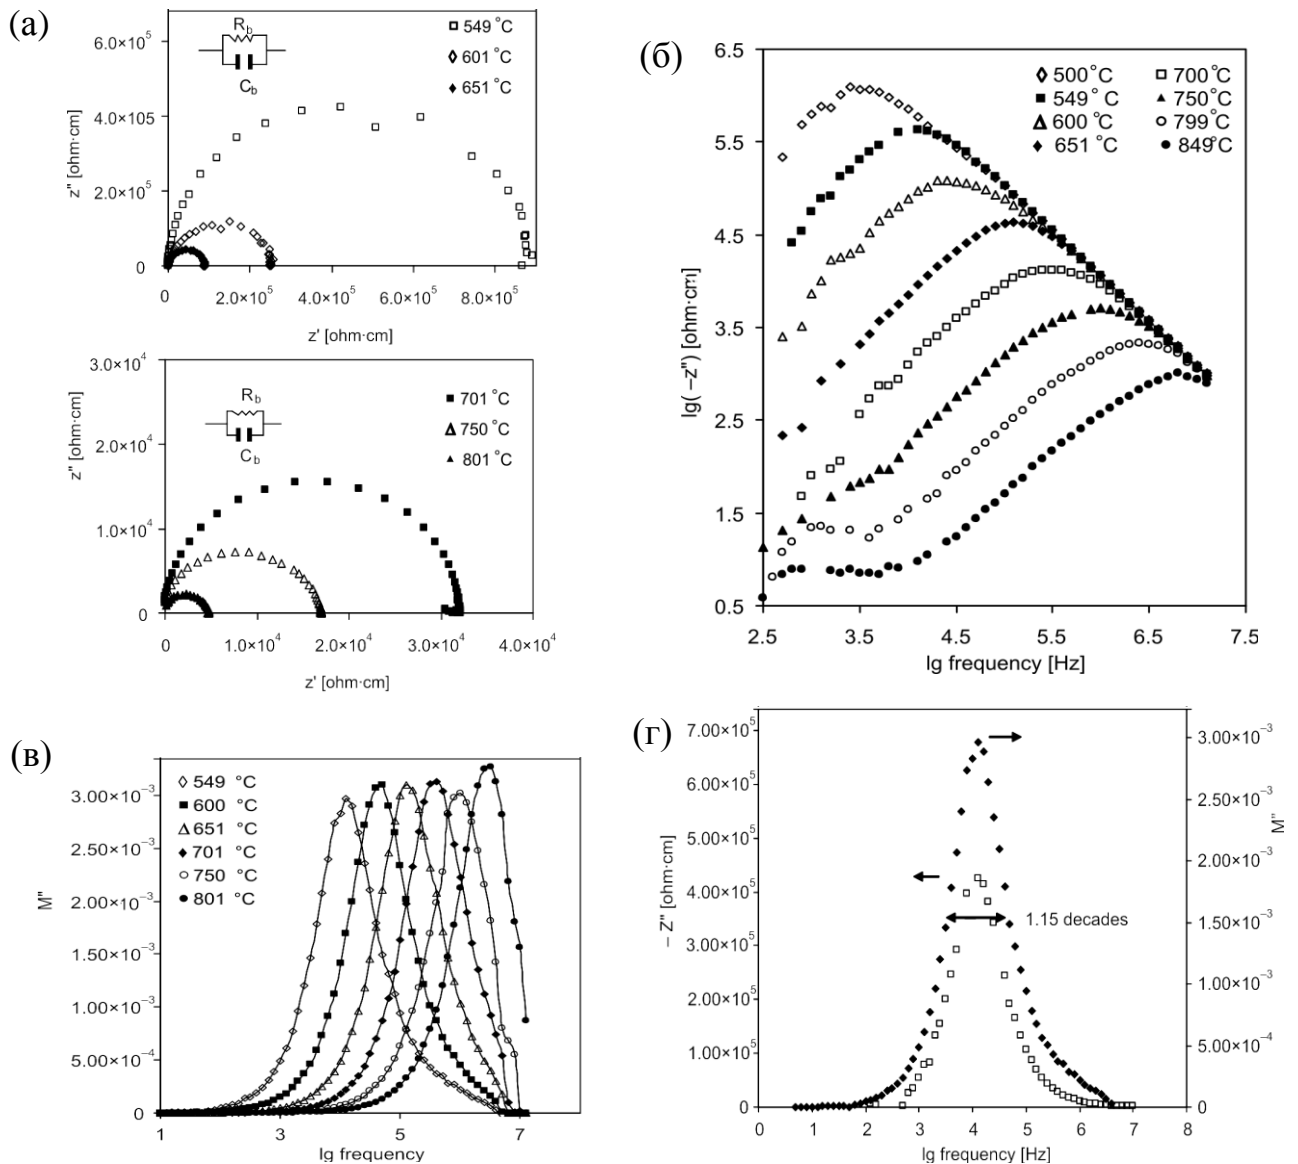 (а)
R_b
C_b
549 °C
601 °C
651 °C
6.0×10⁵
4.0×10⁵
2.0×10⁵
0
z'' [ohm·cm]
0 2.0×10⁵ 4.0×10⁵ 6.0×10⁵ 8.0×10⁵
z' [ohm·cm]
3.0×10⁴
2.0×10⁴
1.0×10⁴
0
z'' [ohm·cm]
R_b
C_b
701 °C
750 °C
801 °C
0 1.0×10⁴ 2.0×10⁴ 3.0×10⁴ 4.0×10⁴
z' [ohm·cm]
(б)
6.5
5.5
4.5
3.5
2.5
1.5
0.5
lg( −z'') [ohm·cm]
500°C 700°C
549°C 750°C
600°C 799°C
651°C 849°C
2.5 3.5 4.5 5.5 6.5 7.5
lg frequency [Hz]
(в)
3.00×10⁻³
2.50×10⁻³
2.00×10⁻³
1.50×10⁻³
1.00×10⁻³
5.00×10⁻⁴
0
M''
549 °C
600 °C
651 °C
701 °C
750 °C
801 °C
1 3 5 7
lg frequency
(г)
7.00×10⁵
6.00×10⁵
5.00×10⁵
4.00×10⁵
3.00×10⁵
2.00×10⁵
1.00×10⁵
0
− Z'' [ohm·cm]
1.15 decades
3.00×10⁻³
2.50×10⁻³
2.00×10⁻³
1.50×10⁻³
1.00×10⁻³
5.00×10⁻⁴
0
M''
0 1 2 3 4 5 6 7 8
lg frequency [Hz]